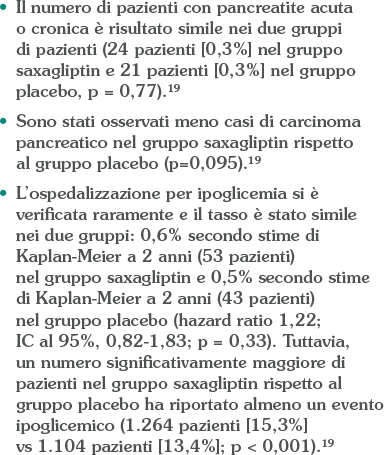 • Il numero di pazienti con pancreatite acuta
o cronica è risultato simile nei due gruppi
di pazienti (24 pazienti [0,3%] nel gruppo
saxagliptin e 21 pazienti [0,3%] nel gruppo
placebo, p = 0,77).¹⁹
• Sono stati osservati meno casi di carcinoma
pancreatico nel gruppo saxagliptin rispetto
al gruppo placebo (p=0,095).¹⁹
• L'ospedalizzazione per ipoglicemia si è
verificata raramente e il tasso è stato simile
nei due gruppi: 0,6% secondo stime di
Kaplan-Meier a 2 anni (53 pazienti)
nel gruppo saxagliptin e 0,5% secondo stime
di Kaplan-Meier a 2 anni (43 pazienti)
nel gruppo placebo (hazard ratio 1,22;
IC al 95%, 0,82-1,83; p = 0,33). Tuttavia,
un numero significativamente maggiore di
pazienti nel gruppo saxagliptin rispetto al
gruppo placebo ha riportato almeno un evento
ipoglicemico (1.264 pazienti [15,3%]
vs 1.104 pazienti [13,4%]; p < 0,001).¹⁹